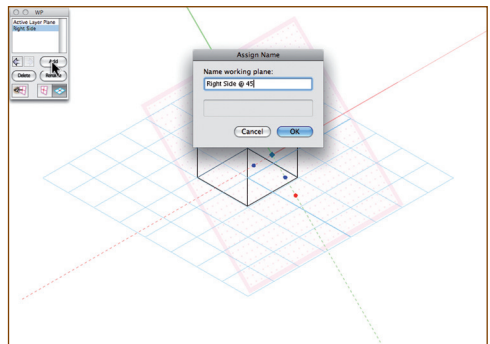 WP
Active Layer Plane
Right Side
Add
Delete
Rename
Assign Name
Name working plane:
Right Side @ 45
Cancel
OK